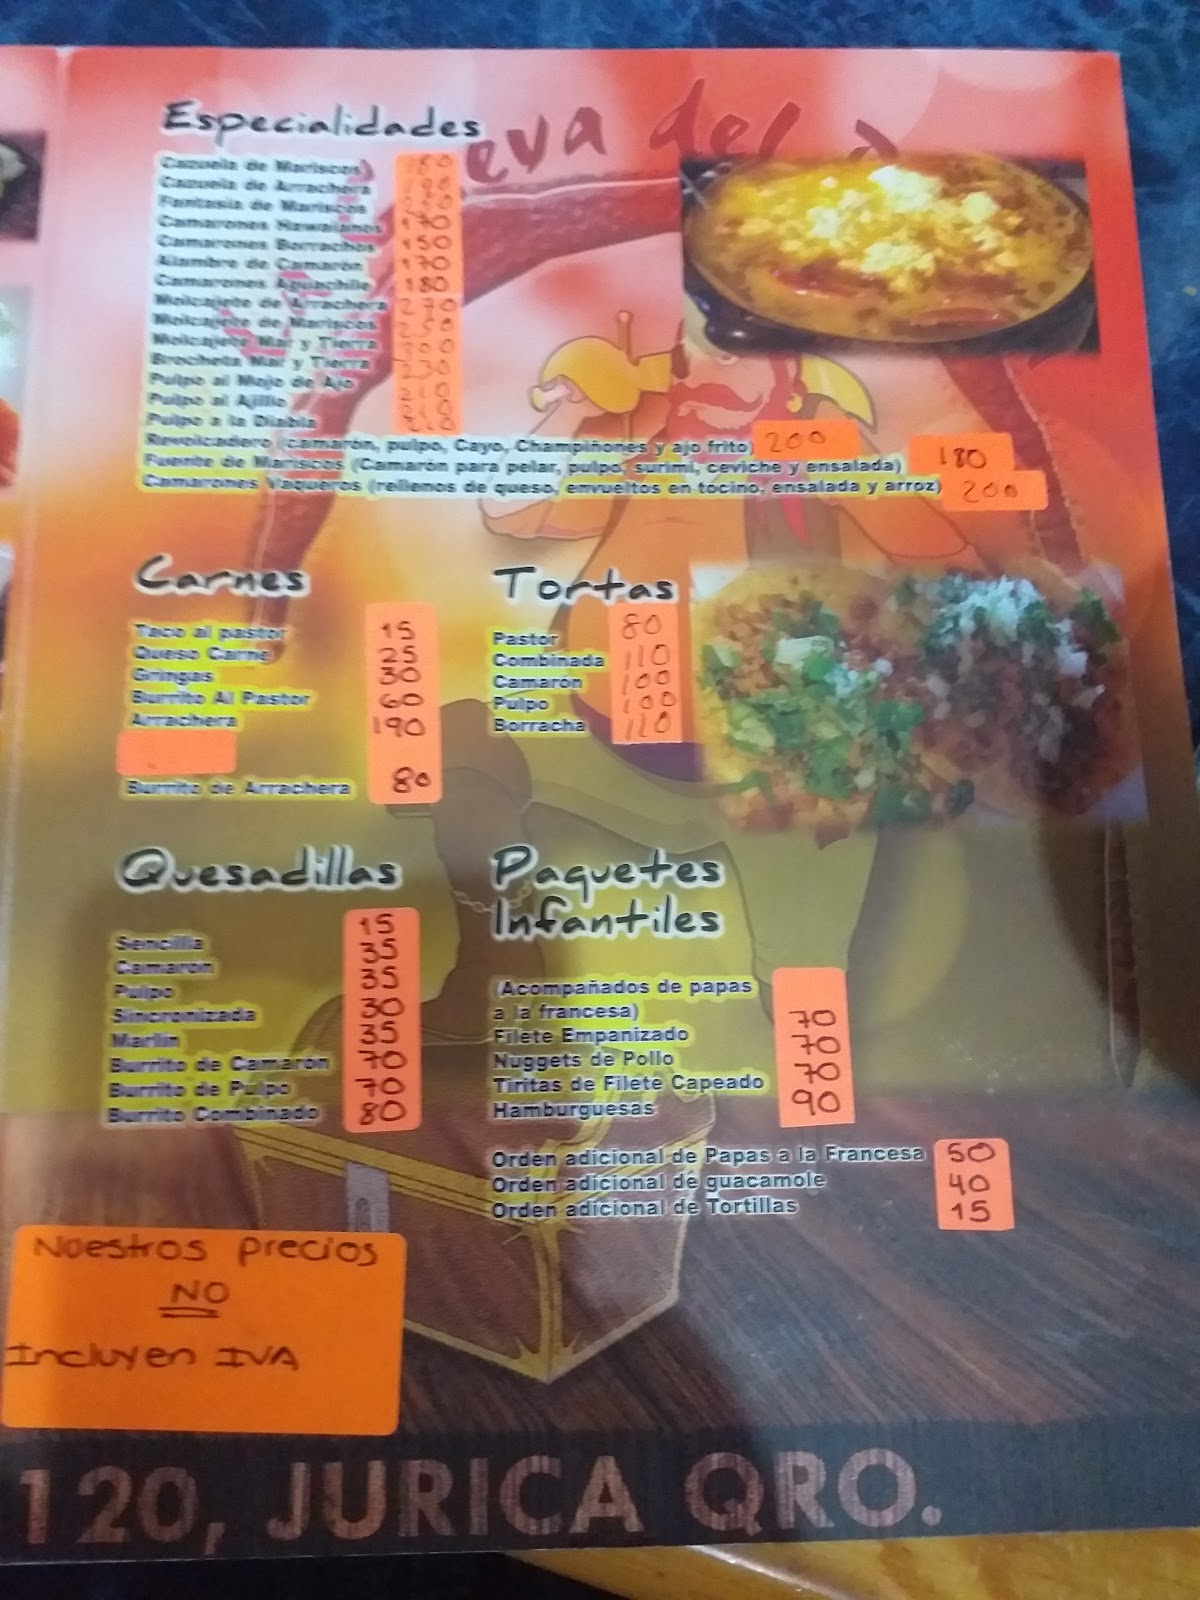 Especialidades
eva del
Cazuela de Mariscos 180
Cazuela de Arrachera
Fantasia de Mariscos
Camarones Hawaianos 170
Camarones Borrachos 150
Alambre de Camarón 170
Camarones Aguachile 180
Molcajete de Arrachera 270
Molcajete de Mariscos 250
Molcajete Mar y Tierra 300
Brocheta Mar y Tierra 230
Pulpo al Mojo de Ajo 210
Pulpo al Ajillo 210
Pulpo a la Diabla 210
Revolcadero (camarón, pulpo, Cayo, Champiñones y ajo frito) 200
Fuente de Mariscos (Camarón para pelar, pulpo, surimi, ceviche y ensalada) 180
Camarones Vaqueros (rellenos de queso, envueltos en tocino, ensalada y arroz) 200
Carnes
Taco al pastor 15
Queso Carne 25
Gringas 30
Burrito Al Pastor 60
Arrachera 190
Burrito de Arrachera 80
Tortas
Pastor 80
Combinada 110
Camarón 100
Pulpo 100
Borracha 110
Quesadillas
Sencilla 15
Camarón 35
Pulpo 35
Sincronizada 30
Marlin 35
Burrito de Camarón 70
Burrito de Pulpo 70
Burrito Combinado 80
Paquetes
Infantiles
(Acompañados de papas
a la francesa)
Filete Empanizado 70
Nuggets de Pollo 70
Tiritas de Filete Capeado 70
Hamburguesas 90
Orden adicional de Papas a la Francesa 50
Orden adicional de guacamole 40
Orden adicional de Tortillas 15
Nuestros precios
NO
Incluyen IVA
120, JURICA QRO.